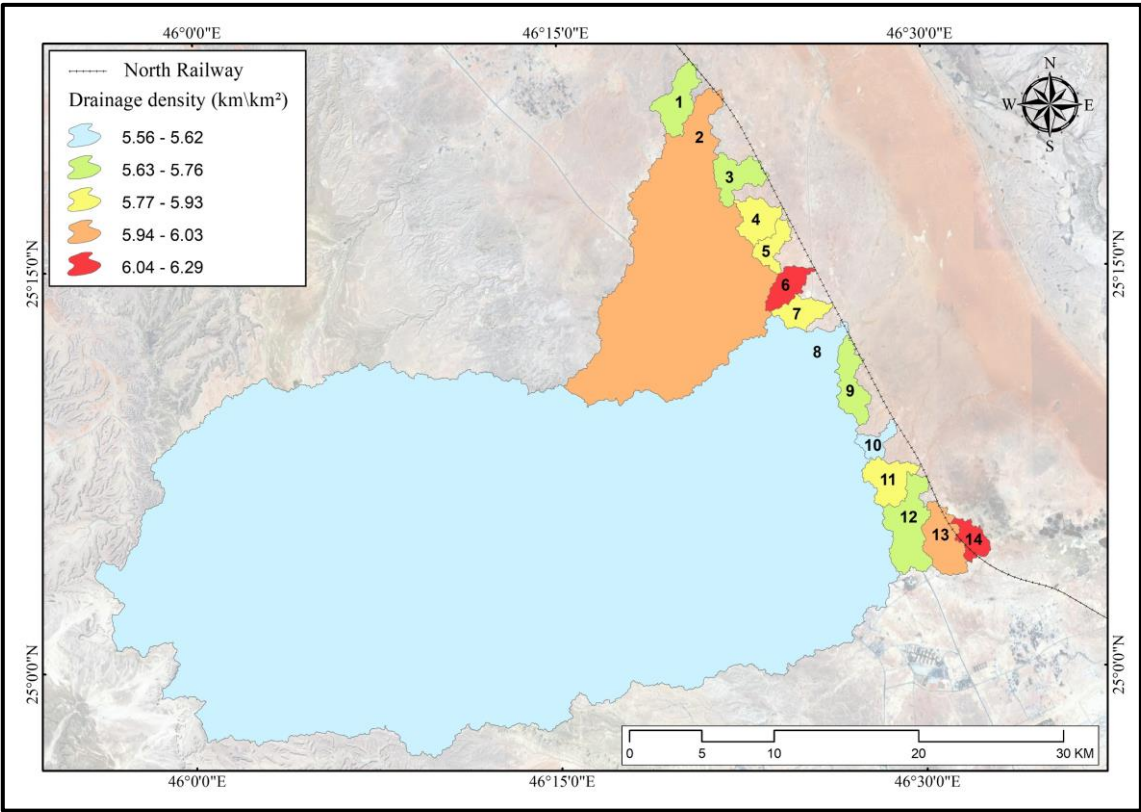 46°0'0"E 46°15'0"E 46°30'0"E
North Railway
Drainage density (km\km²)
5.56 - 5.62
5.63 - 5.76
5.77 - 5.93
5.94 - 6.03
6.04 - 6.29
N
W E
S
1
2
3
4
5
6
7
8
9
10
11
12
13
14
25°15'0"N 25°15'0"N
25°0'0"N 25°0'0"N
0 5 10 20 30 KM
46°0'0"E 46°15'0"E 46°30'0"E